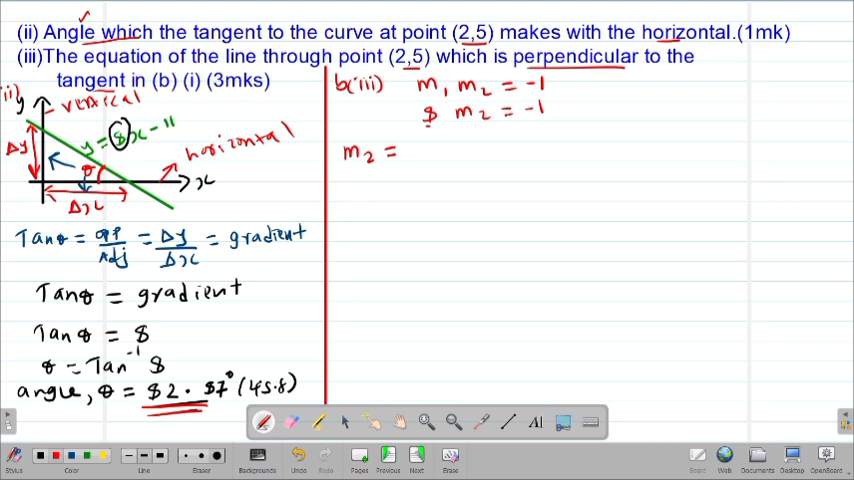 (ii) Angle which the tangent to the curve at point (2,5) makes with the horizontal.(1mk)
(iii)The equation of the line through point (2,5) which is perpendicular to the
tangent in (b) (i) (3mks)
ii)
y
vertical
y = 8x - 11
horizontal
Δy
θ
x
Δx
Tanθ = opp/Adj = Δy/Δx = gradient
Tanθ = gradient
Tanθ = 8
θ = Tan⁻¹ 8
angle, θ = 82.87° (4s.f)
b(iii) m₁ m₂ = -1
8 m₂ = -1
m₂ =
Stylus
Color
Line
Eraser
Backgrounds
Undo
Redo
Pages
Previous
Next
Erase
Board
Web
Documents
Desktop
OpenBoard